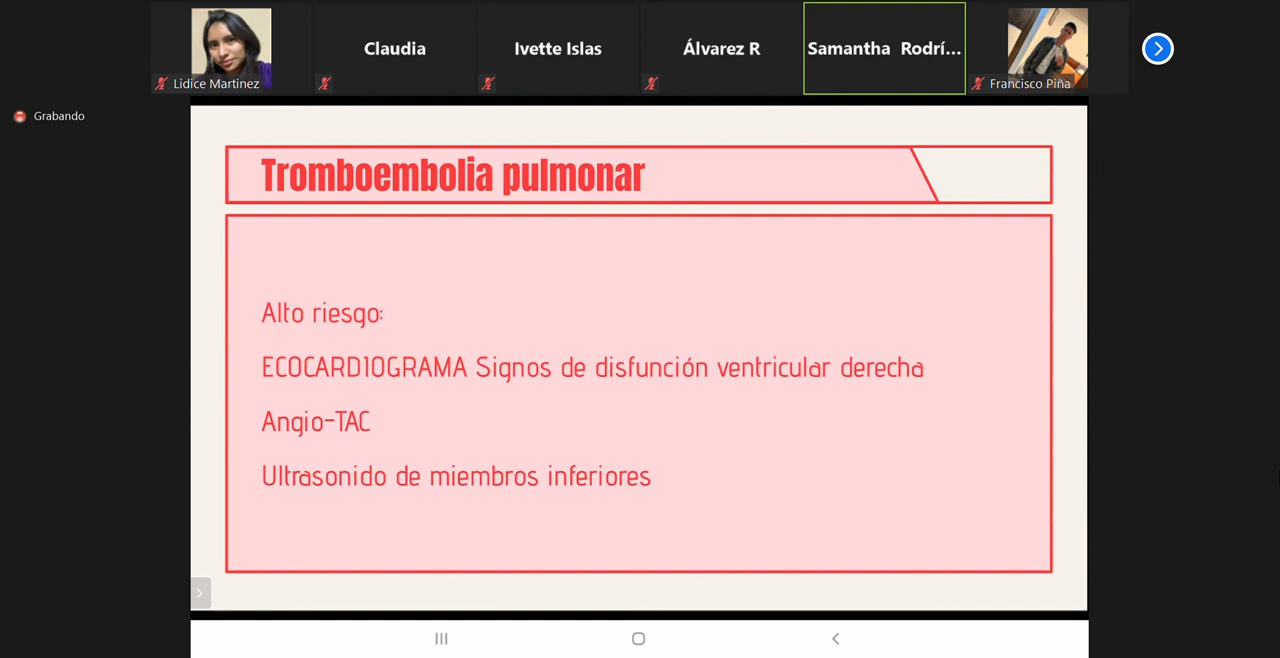 Claudia
Ivette Islas
Álvarez R
Samantha Rodrí...
Lidice Martinez
Francisco Piña
Grabando
Tromboembolia pulmonar
Alto riesgo:
ECOCARDIOGRAMA Signos de disfunción ventricular derecha
Angio-TAC
Ultrasonido de miembros inferiores